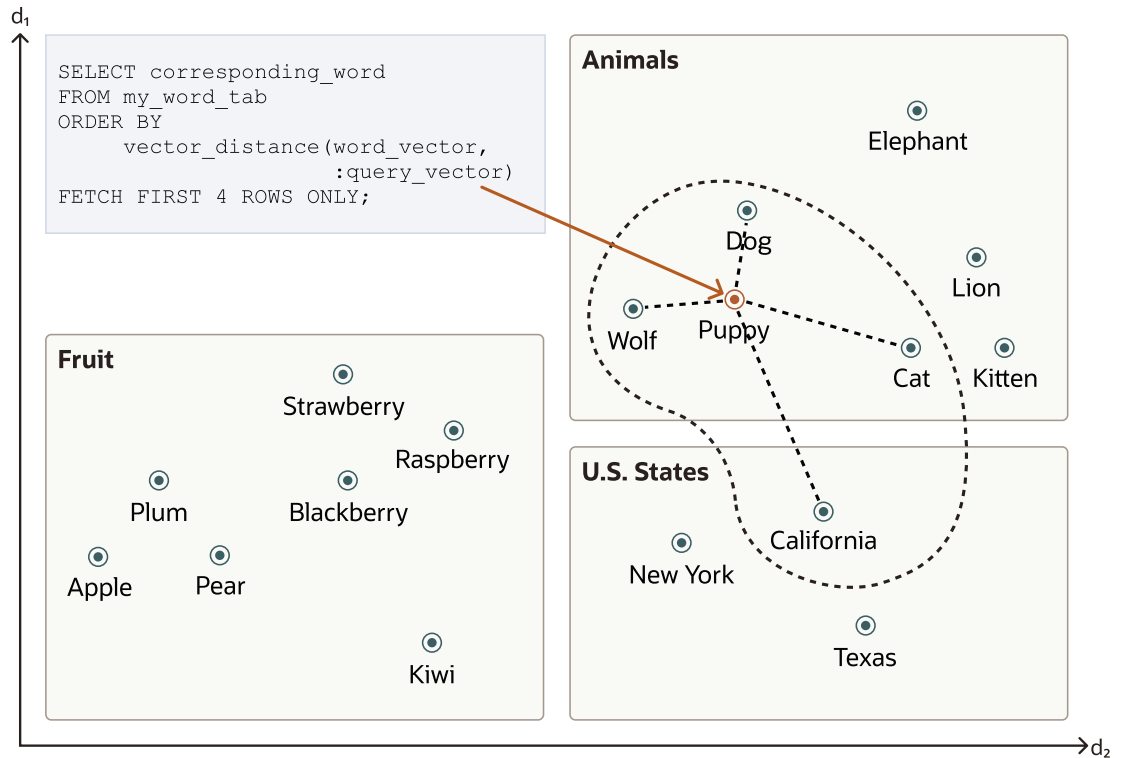 d₁
SELECT corresponding_word
FROM my_word_tab
ORDER BY
vector_distance(word_vector,
:query_vector)
FETCH FIRST 4 ROWS ONLY;
Animals
Elephant
Dog
Lion
Wolf
Puppy
Cat
Kitten
Fruit
Strawberry
Raspberry
Plum
Blackberry
Apple
Pear
Kiwi
U.S. States
California
New York
Texas
d₂